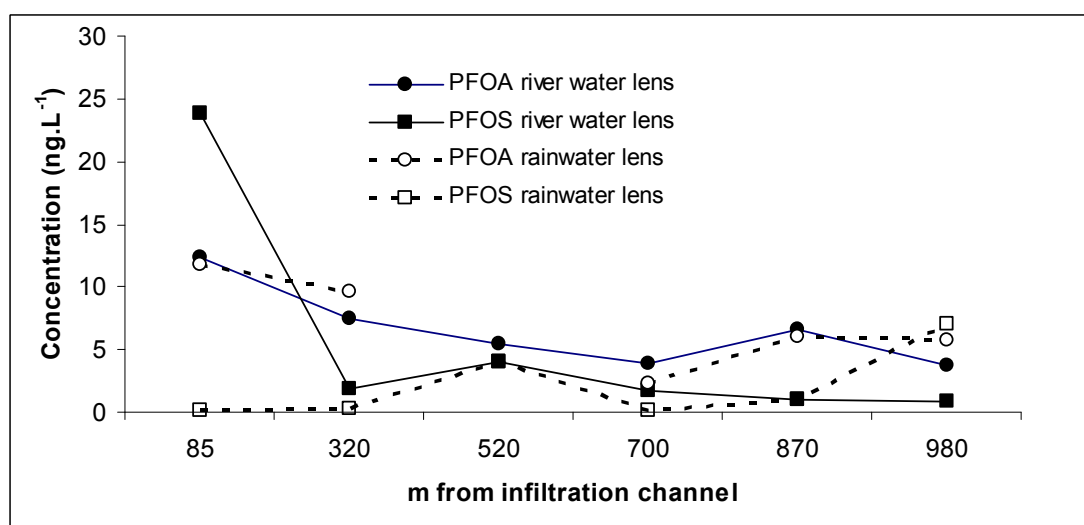 30
25
20
15
10
5
0
Concentration (ng.L⁻¹)
PFOA river water lens
PFOS river water lens
PFOA rainwater lens
PFOS rainwater lens
85 320 520 700 870 980
m from infiltration channel